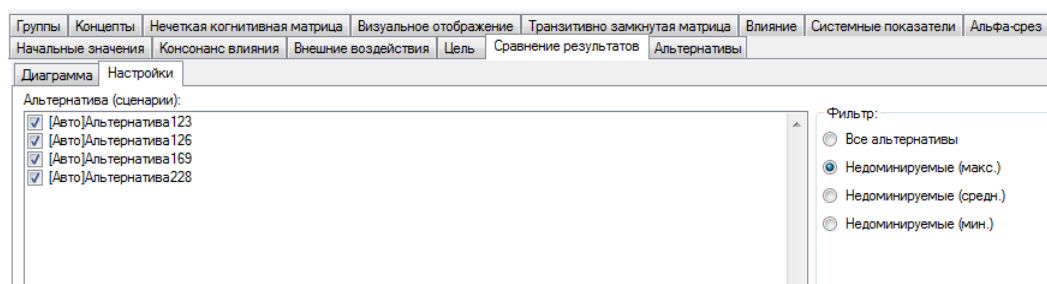 Группы Концепты Нечеткая когнитивная матрица Визуальное отображение Транзитивно замкнутая матрица Влияние Системные показатели Альфа-срез
Начальные значения Консонанс влияния Внешние воздействия Цель Сравнение результатов Альтернативы
Диаграмма Настройки
Альтернатива (сценарии):
[Авто]Альтернатива123
[Авто]Альтернатива126
[Авто]Альтернатива169
[Авто]Альтернатива228
Фильтр:
Все альтернативы
Недоминируемые (макс.)
Недоминируемые (средн.)
Недоминируемые (мин.)